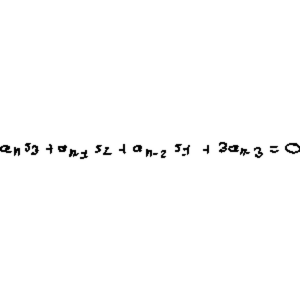 a_n s_3 + a_{n-1} s_2 + a_{n-2} s_1 + 3a_{n-3} = 0